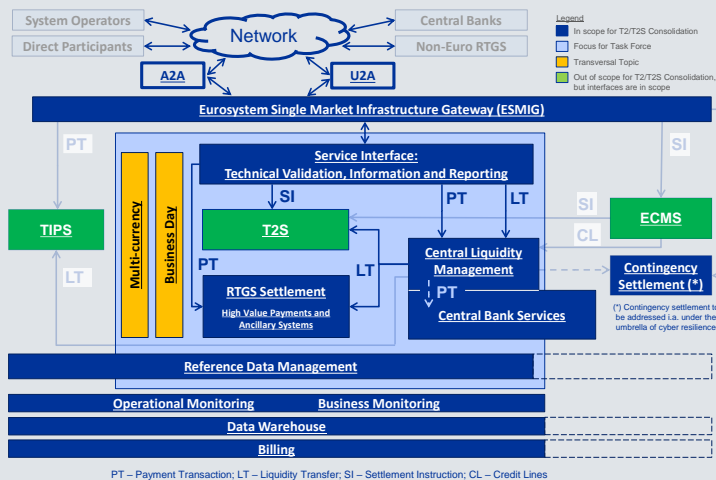 System Operators
Network
Central Banks
Direct Participants
Non-Euro RTGS
Legend
In scope for T2/T2S Consolidation
Focus for Task Force
Transversal Topic
Out of scope for T2/T2S Consolidation,
but interfaces are in scope
A2A
U2A
Eurosystem Single Market Infrastructure Gateway (ESMIG)
PT
SI
Service Interface:
Technical Validation, Information and Reporting
Multi-currency
Business Day
SI
PT
LT
SI
TIPS
T2S
ECMS
CL
PT
LT
Central Liquidity
Management
LT
RTGS Settlement
High Value Payments and
Ancillary Systems
PT
Central Bank Services
Contingency
Settlement (*)
(*) Contingency settlement to
be addressed i.a. under the
umbrella of cyber resilience
Reference Data Management
Operational Monitoring
Business Monitoring
Data Warehouse
Billing
PT – Payment Transaction; LT – Liquidity Transfer; SI – Settlement Instruction; CL – Credit Lines